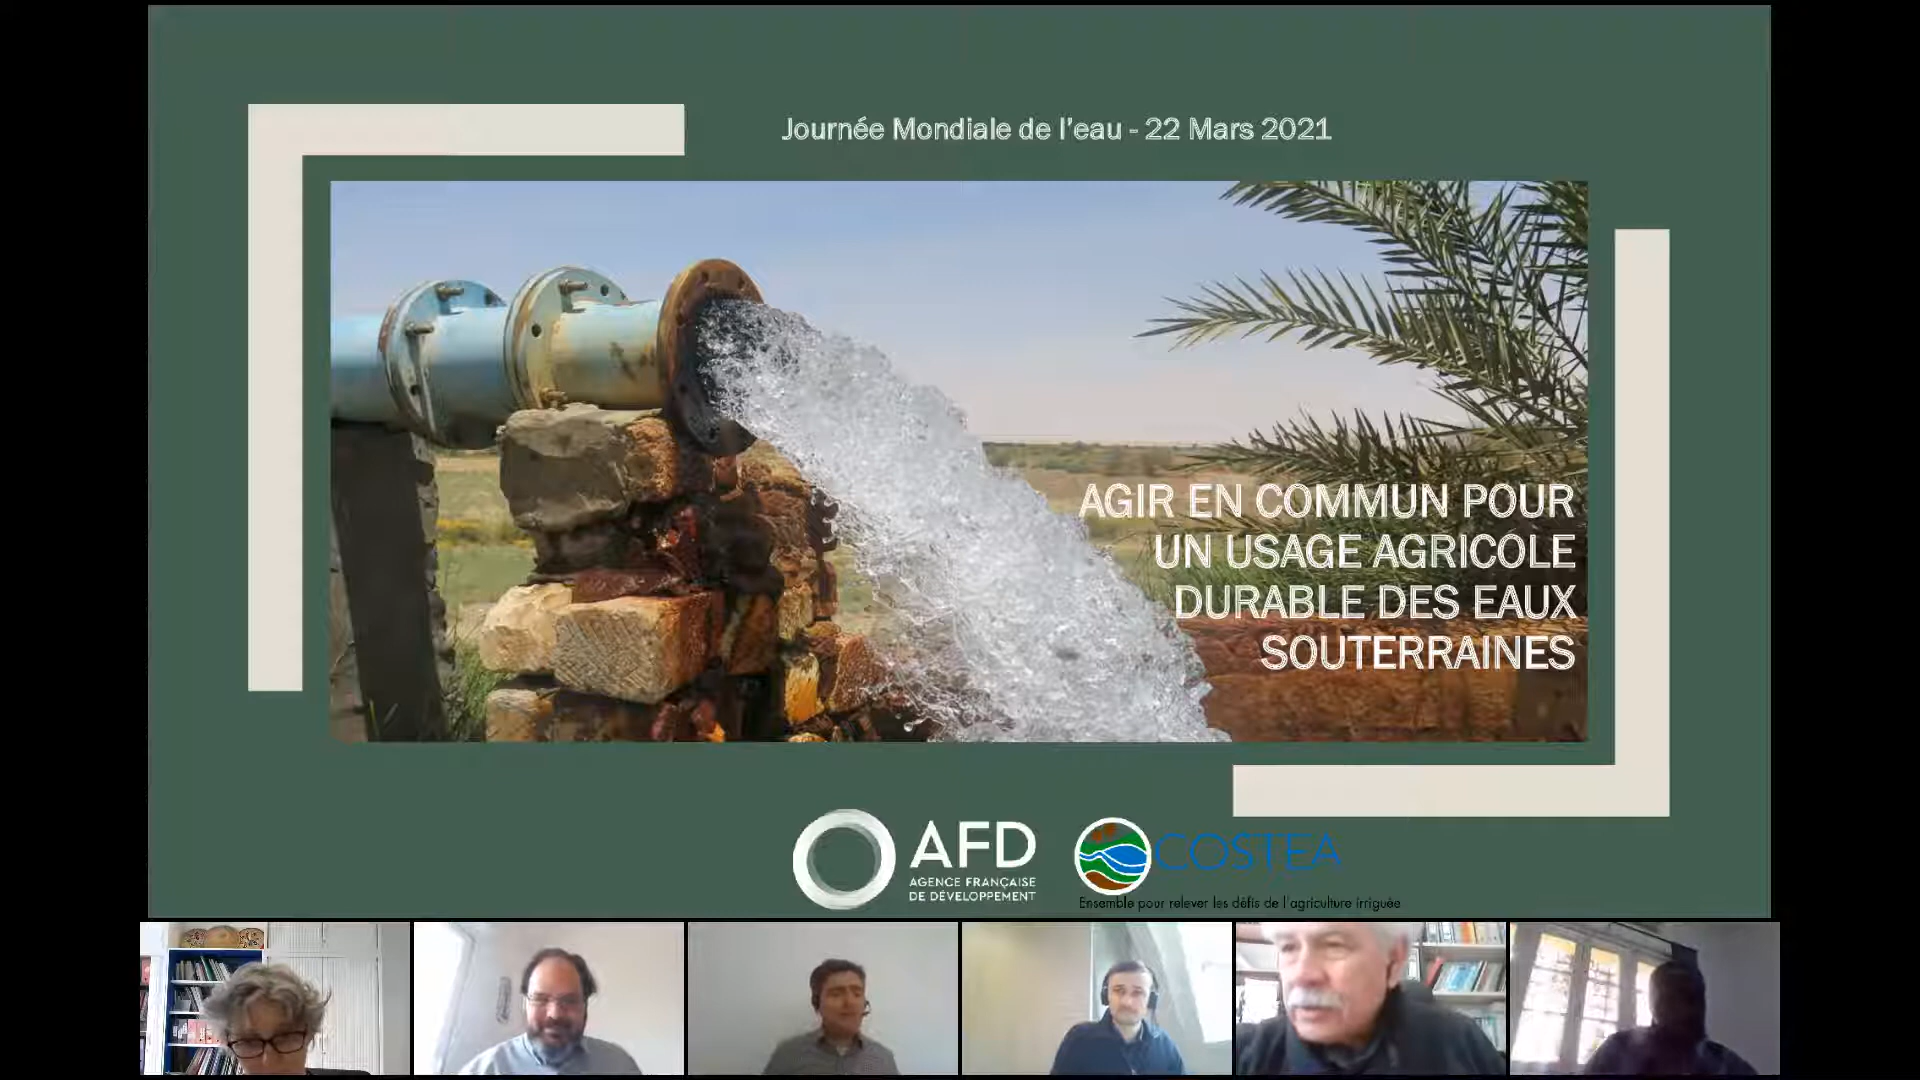 Journée Mondiale de l'eau - 22 Mars 2021
AGIR EN COMMUN POUR
UN USAGE AGRICOLE
DURABLE DES EAUX
SOUTERRAINES
AFD
AGENCE FRANÇAISE
DE DÉVELOPPEMENT
COSTEA
Ensemble pour relever les défis de l'agriculture irriguée